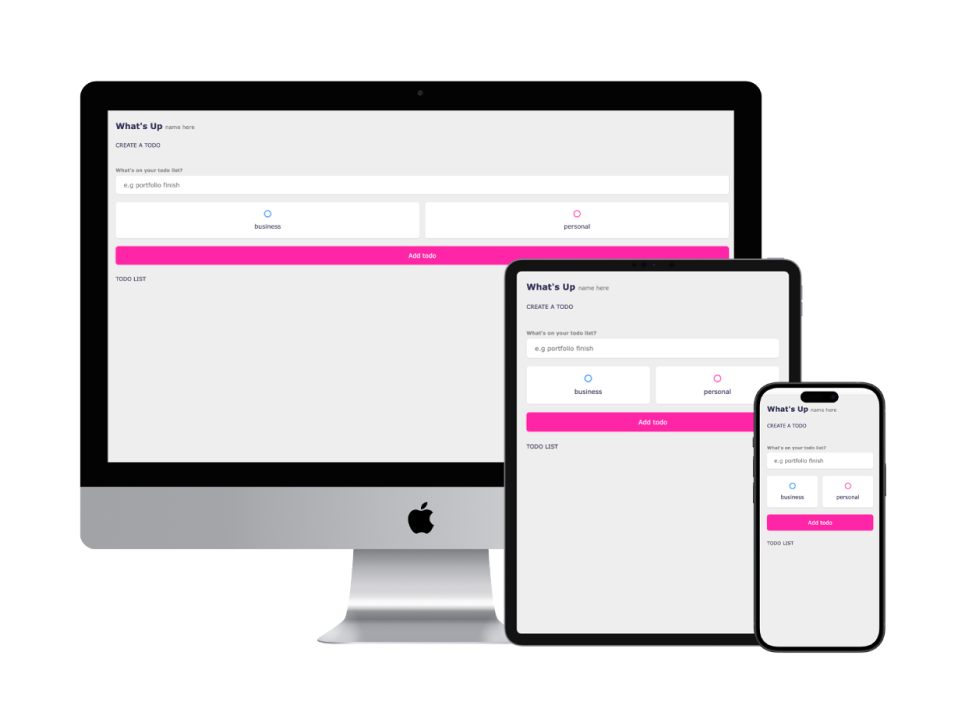 What's Up name here
CREATE A TODO
What's on your todo list?
e.g portfolio finish
business personal
Add todo
TODO LIST
What's Up name here
CREATE A TODO
What's on your todo list?
e.g portfolio finish
business personal
Add todo
TODO LIST
What's Up name here
CREATE A TODO
What's on your todo list?
e.g portfolio finish
business personal
Add todo
TODO LIST